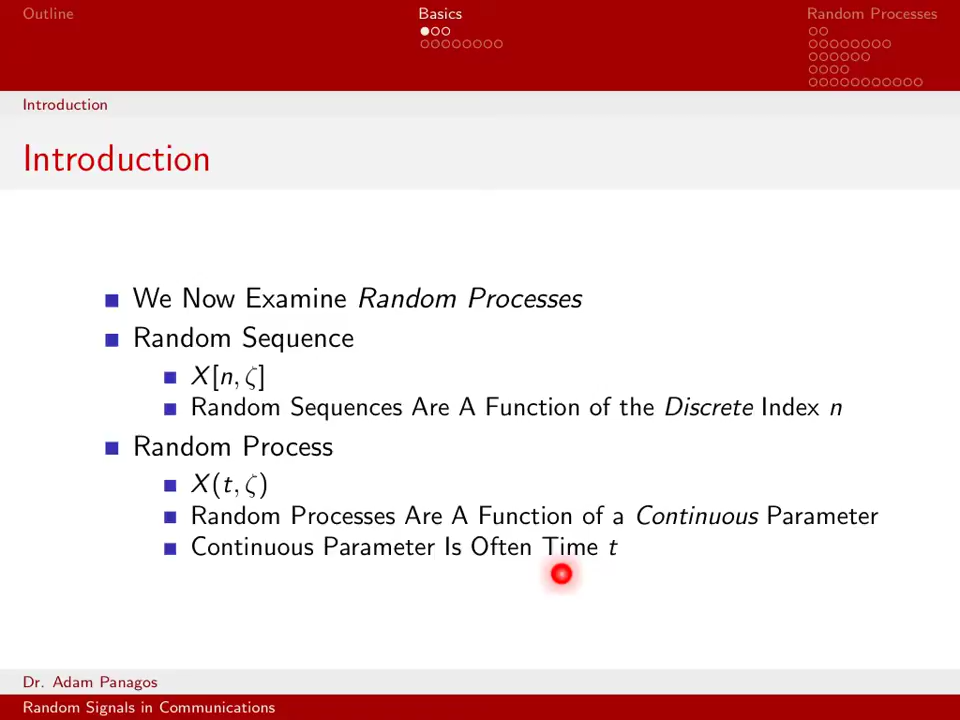 Outline
Basics
Random Processes
Introduction
Introduction
We Now Examine Random Processes
Random Sequence
X[n, ζ]
Random Sequences Are A Function of the Discrete Index n
Random Process
X(t, ζ)
Random Processes Are A Function of a Continuous Parameter
Continuous Parameter Is Often Time t
Dr. Adam Panagos
Random Signals in Communications